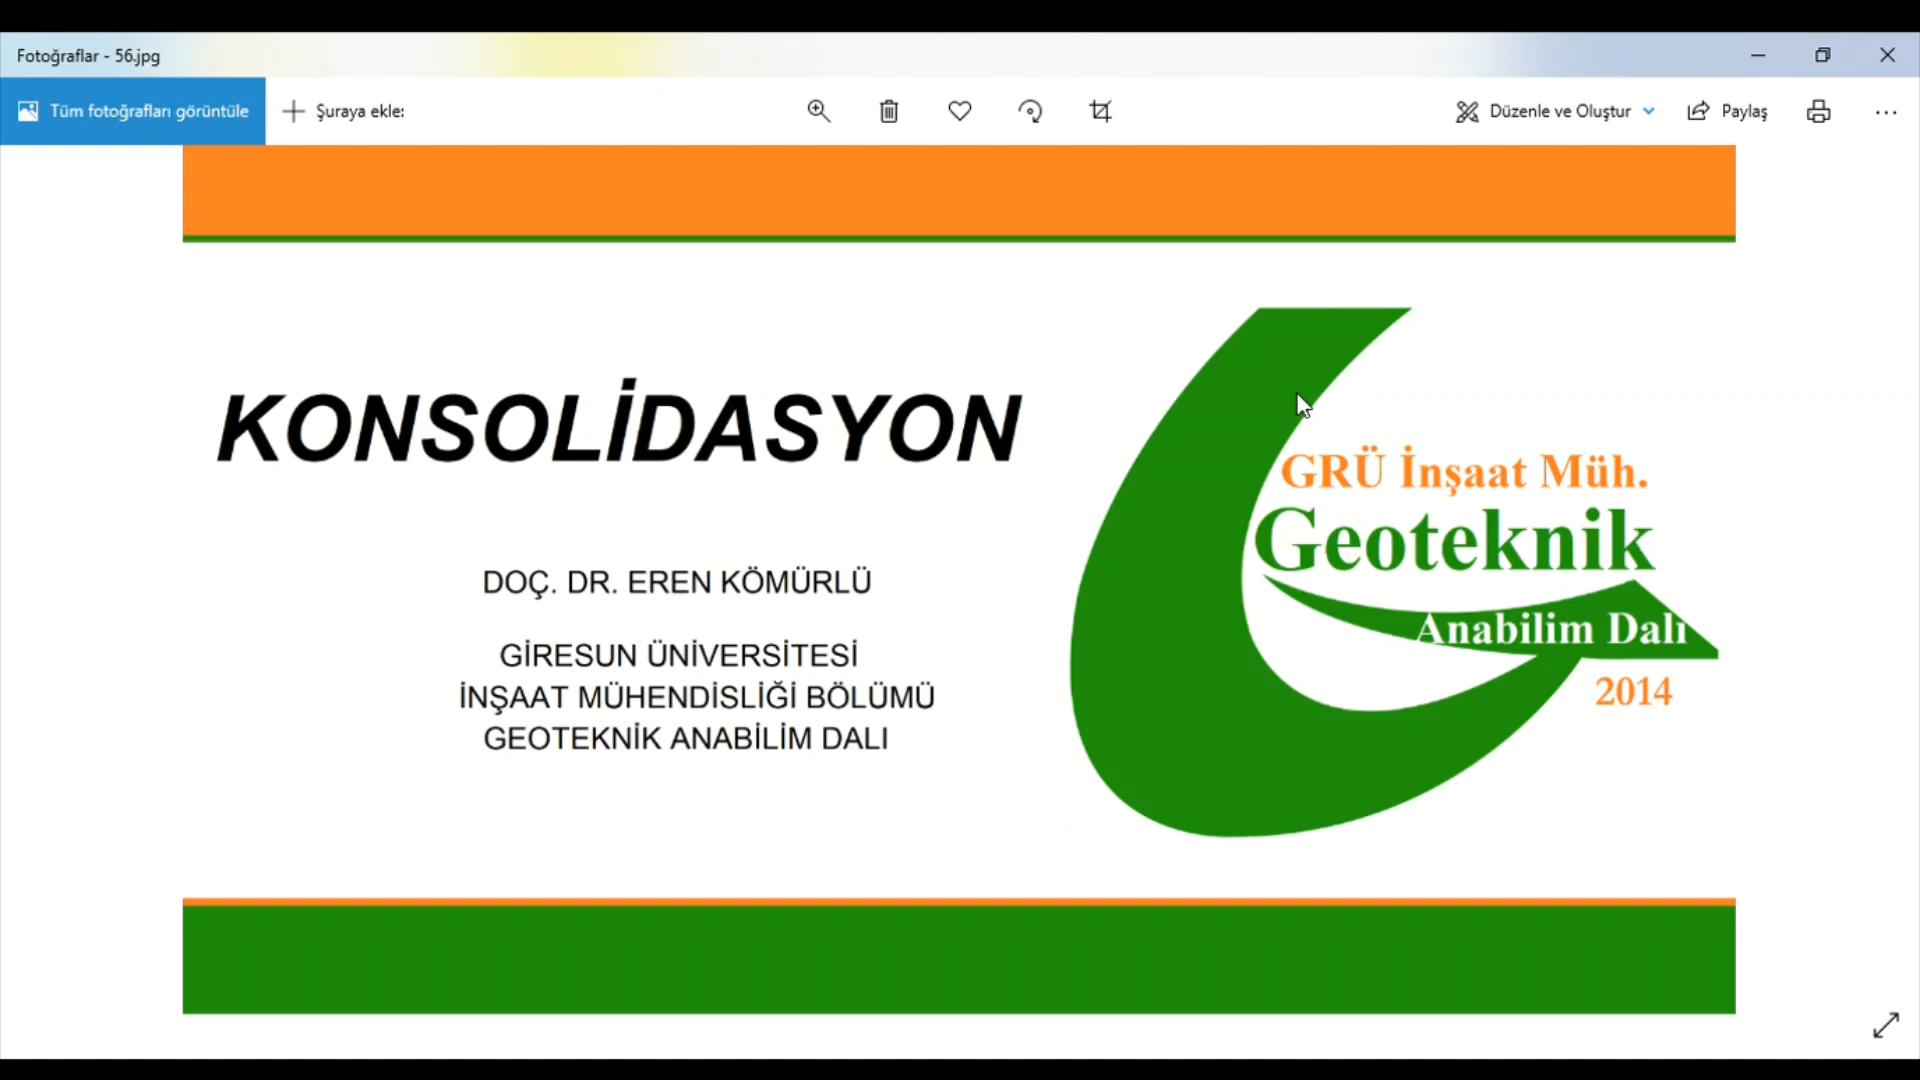 Fotoğraflar - 56.jpg
Tüm fotoğrafları görüntüle
Şuraya ekle:
Düzenle ve Oluştur
Paylaş
KONSOLİDASYON
DOÇ. DR. EREN KÖMÜRLÜ
GİRESUN ÜNİVERSİTESİ
İNŞAAT MÜHENDİSLİĞİ BÖLÜMÜ
GEOTEKNİK ANABİLİM DALI
GRÜ İnşaat Müh.
Geoteknik
Anabilim Dalı
2014